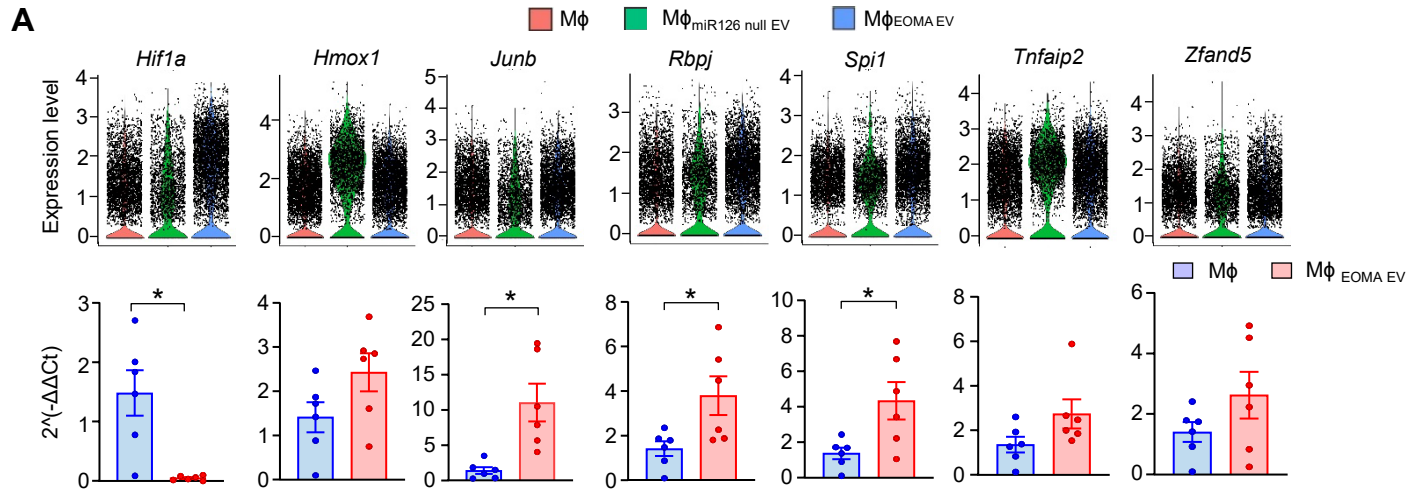 A
Mϕ MϕmiR126 null EV MϕEOMA EV
Hif1a Hmox1 Junb Rbpj Spi1 Tnfaip2 Zfand5
Expression level
4 3 2 1 0
4 2 0
5 4 3 2 1 0
3 2 1 0
4 3 2 1 0
4 3 2 1 0
4 3 2 1 0
Mϕ Mϕ EOMA EV
2^(-ΔΔCt)
3 2 1 0
*
4 3 2 1 0
25 20 15 10 5 0
*
8 6 4 2 0
*
10 8 6 4 2 0
*
8 6 4 2 0
6 4 2 0